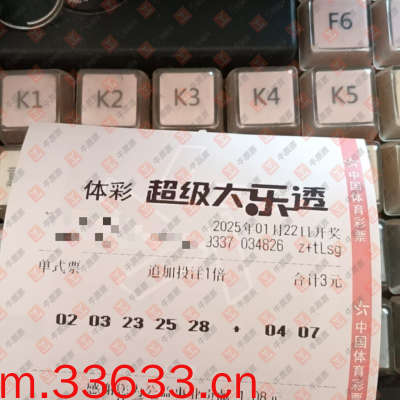 F6
K1 K2 K3 K4 K5
体彩 超级大乐透
2025年01月22日开奖
0337 034626 z+tLsg
单式票 追加投注1倍 合计3元
02 03 23 25 28 + 04 07
m.33633.cn
中国体育彩票
中国体育彩票